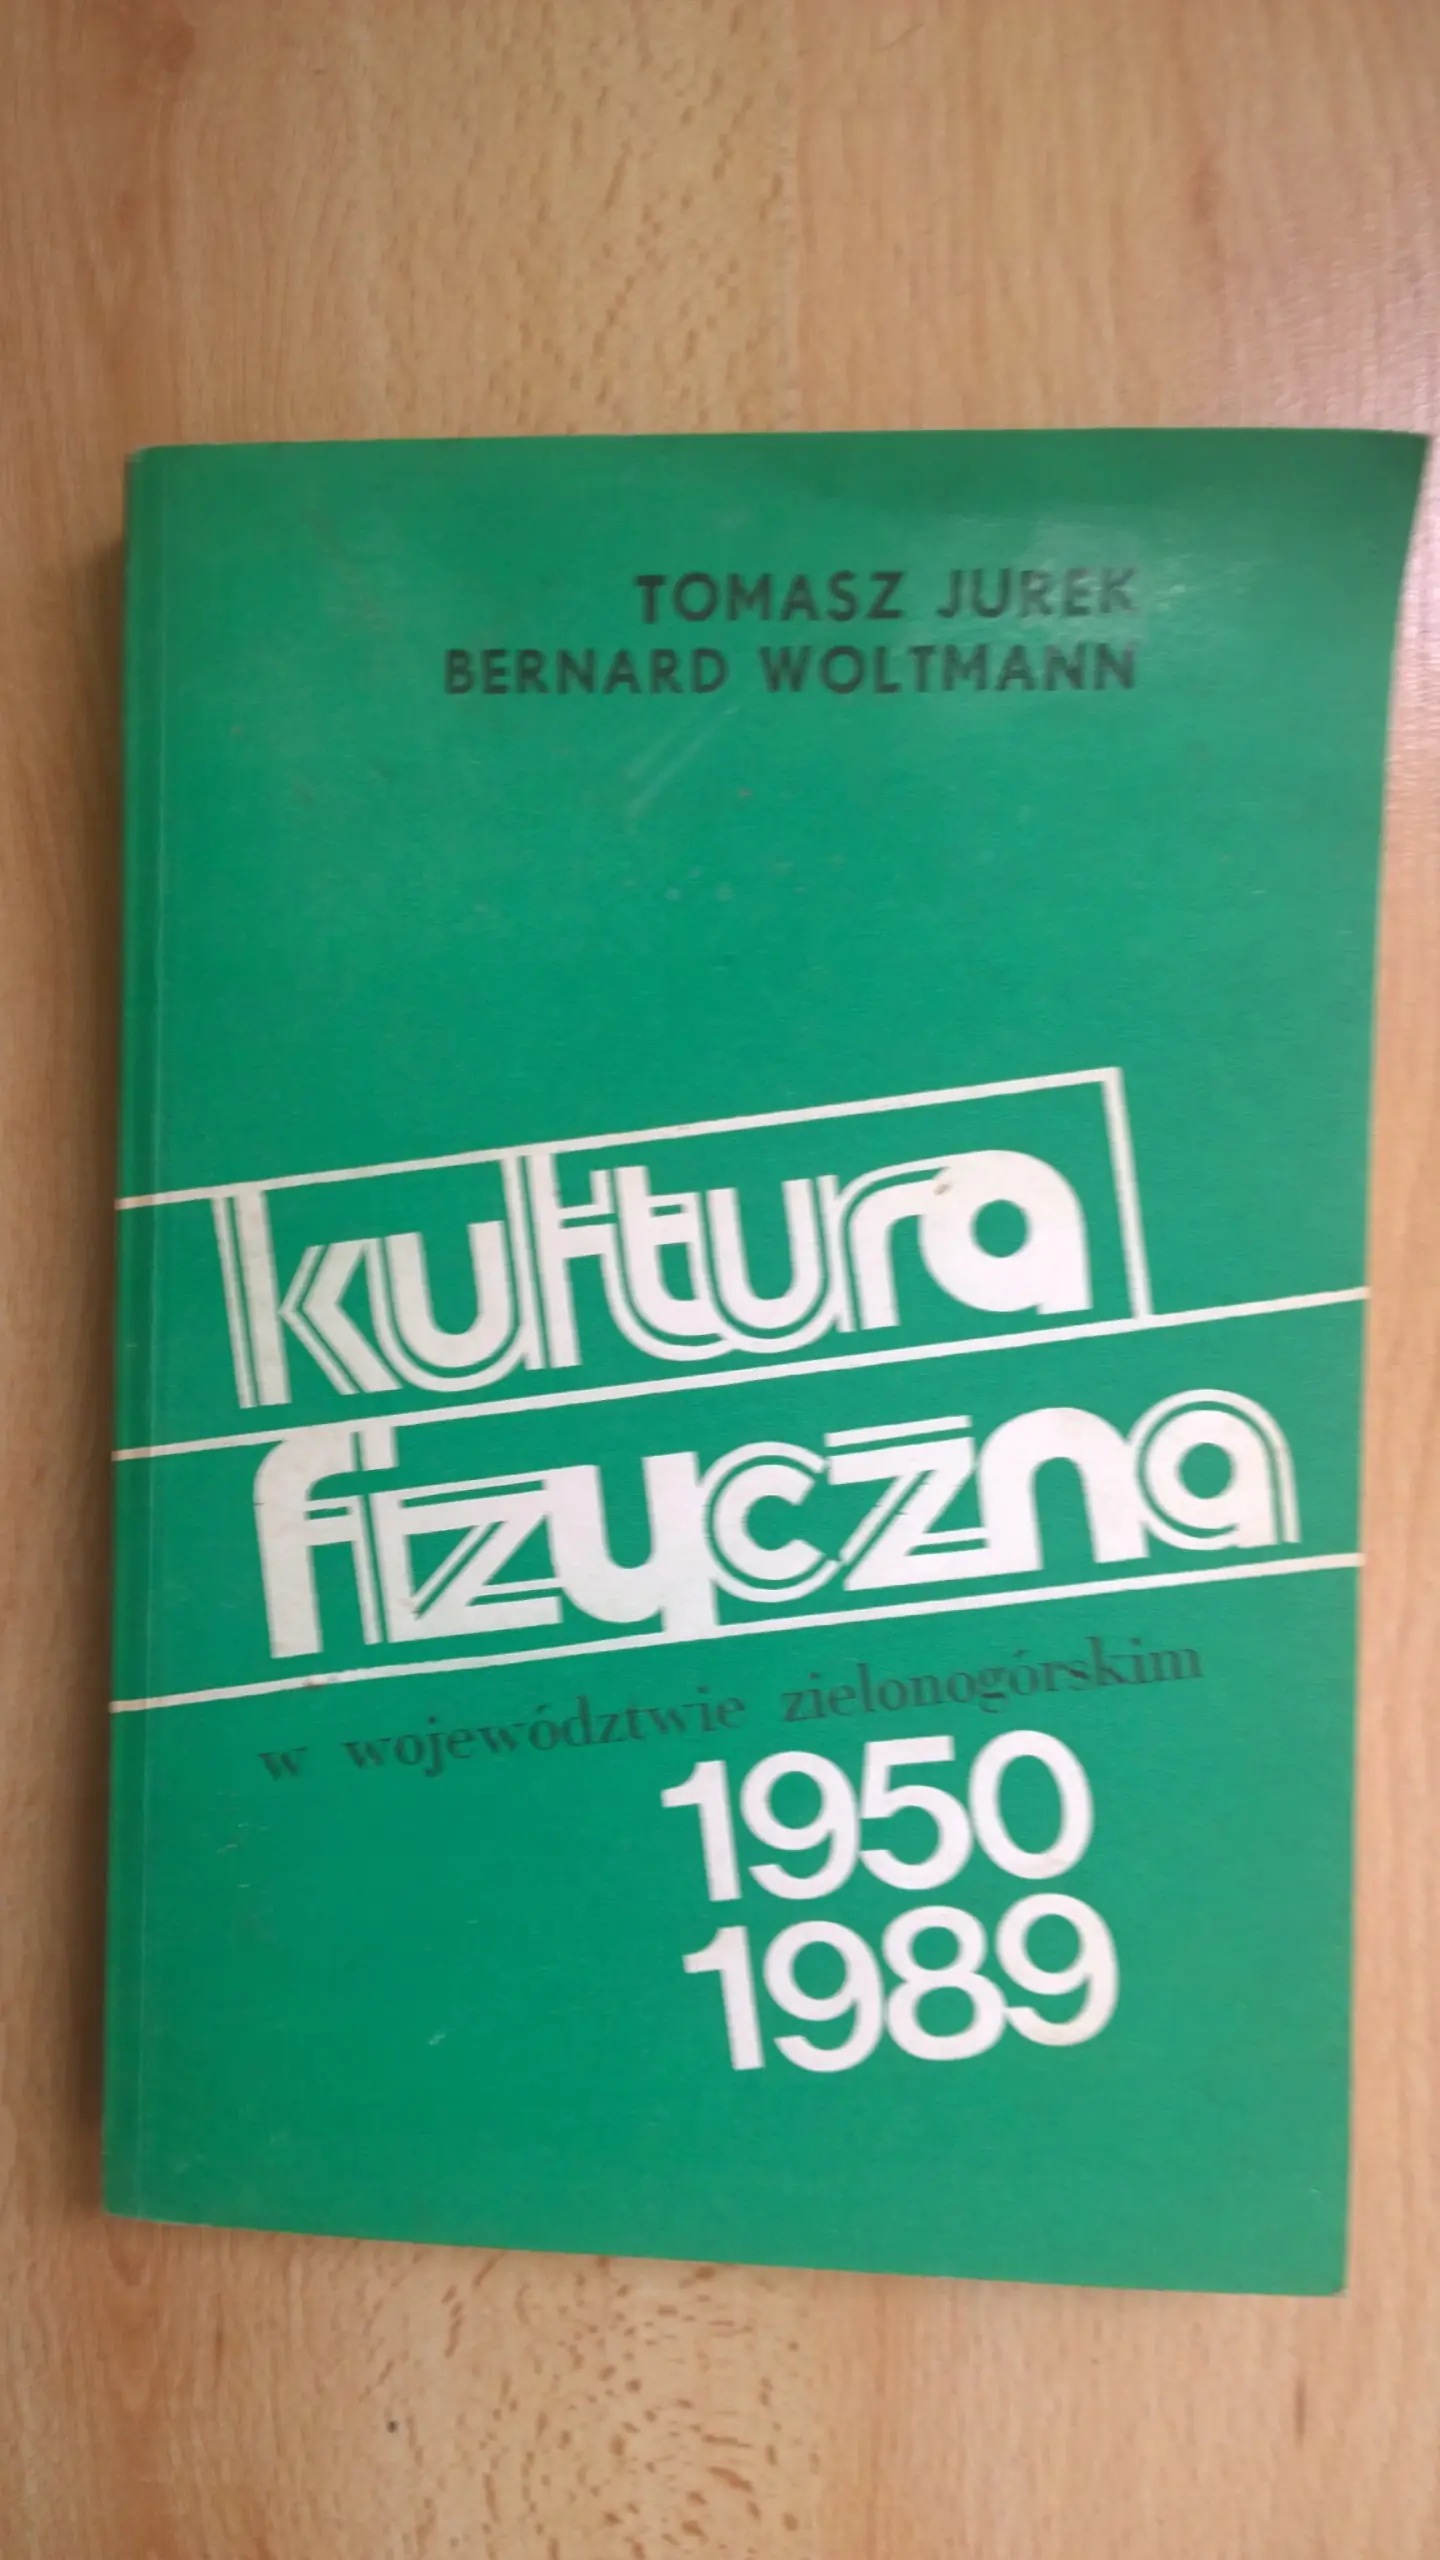 TOMASZ JUREK
BERNARD WOLTMANN
kultura
fizyczna
w województwie zielonogórskim
1950
1989